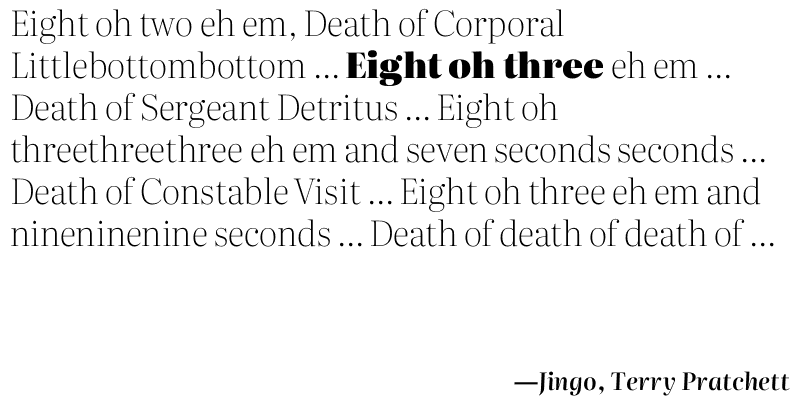 Eight oh two eh em, Death of Corporal
Littlebottombottom ... Eight oh three eh em ...
Death of Sergeant Detritus ... Eight oh
threethreethree eh em and seven seconds seconds ...
Death of Constable Visit ... Eight oh three eh em and
nineninenine seconds ... Death of death of death of ...
—Jingo, Terry Pratchett